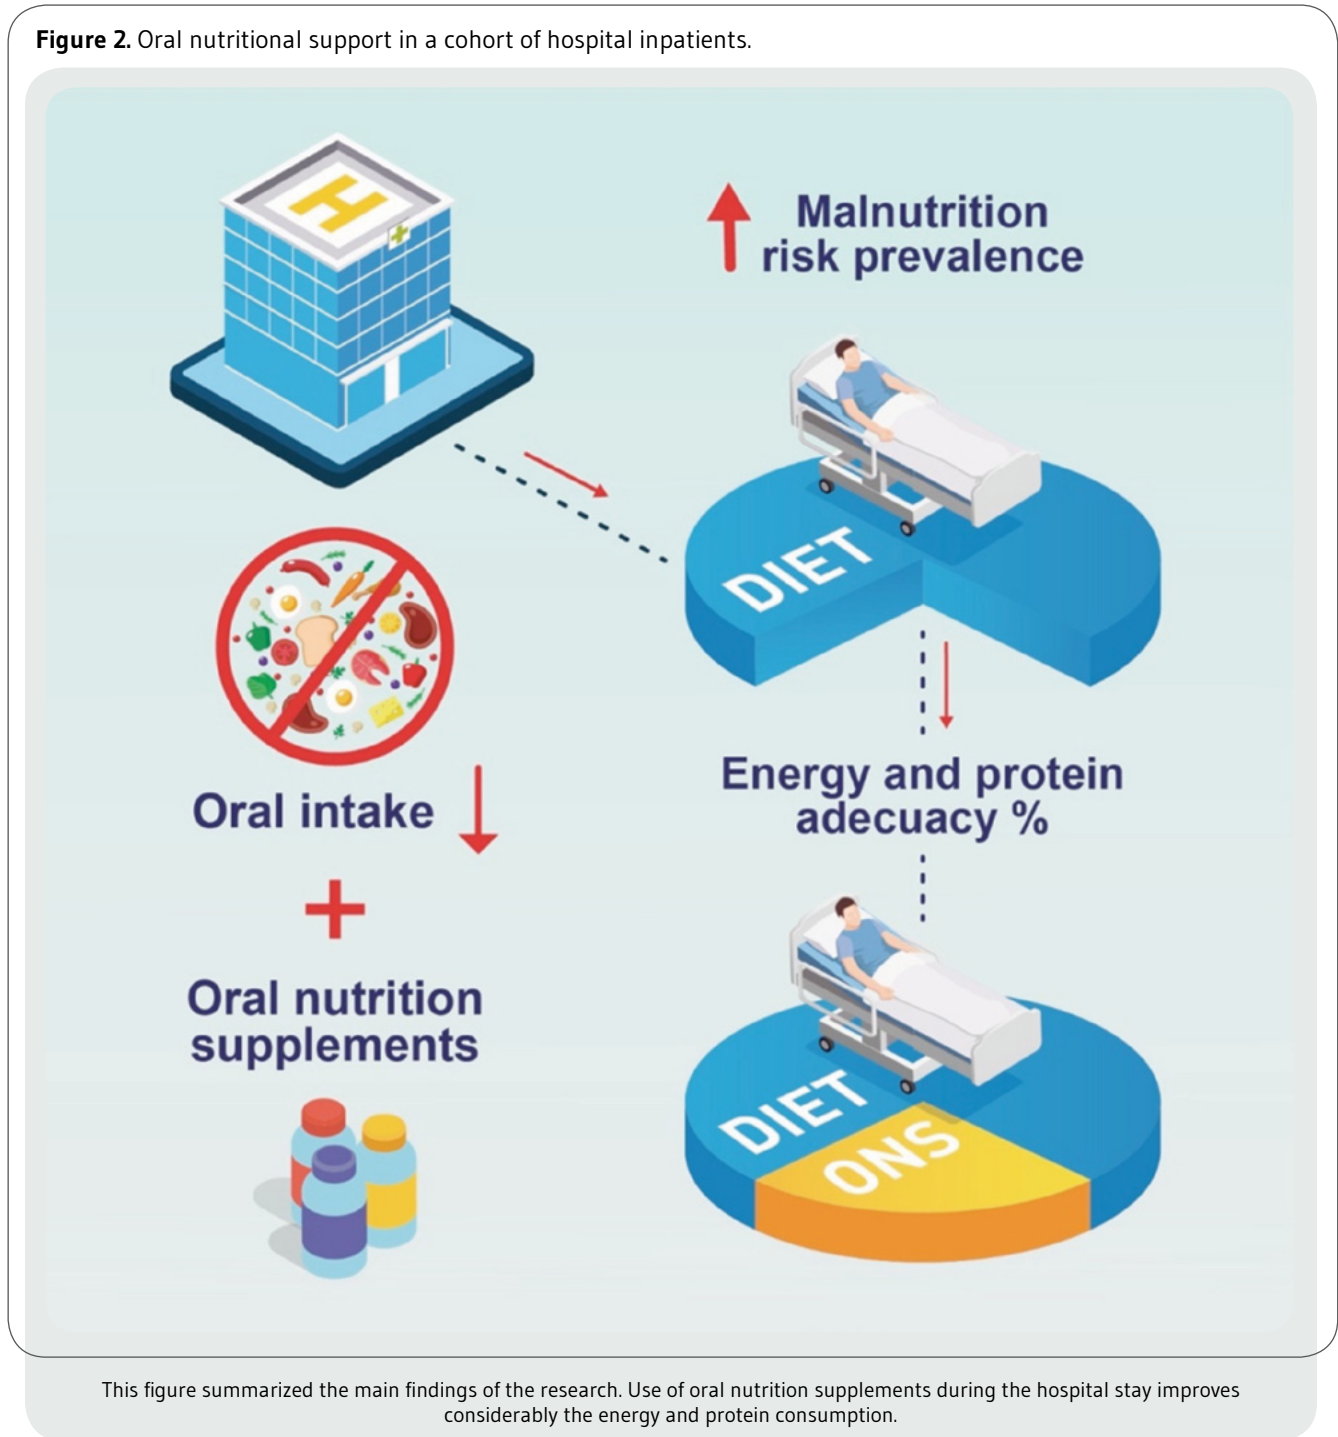 Figure 2. Oral nutritional support in a cohort of hospital inpatients.
H
Malnutrition
risk prevalence
DIET
Oral intake
+
Oral nutrition
supplements
Energy and protein
adecuacy %
DIET
ONS
This figure summarized the main findings of the research. Use of oral nutrition supplements during the hospital stay improves
considerably the energy and protein consumption.